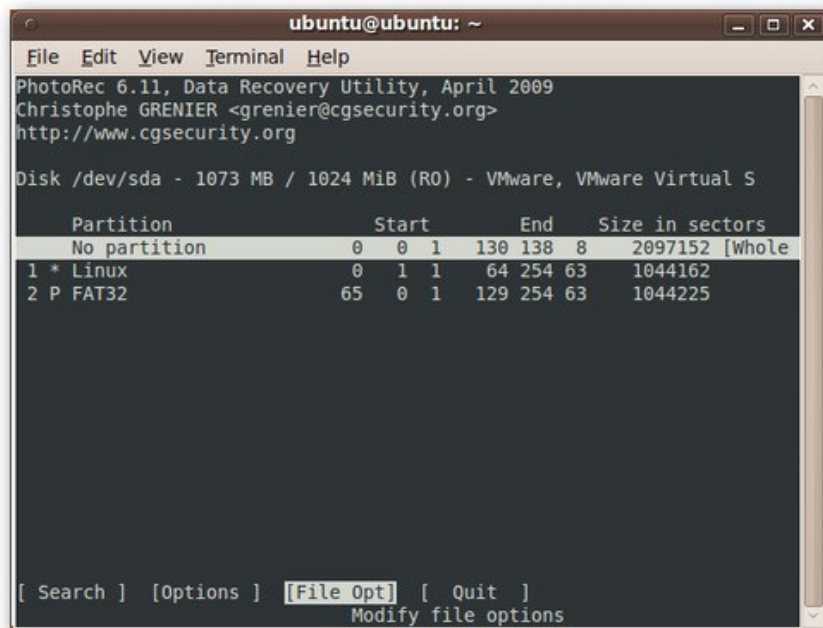 ubuntu@ubuntu: ~
File Edit View Terminal Help
PhotoRec 6.11, Data Recovery Utility, April 2009
Christophe GRENIER <grenier@cgsecurity.org>
http://www.cgsecurity.org
Disk /dev/sda - 1073 MB / 1024 MiB (RO) - VMware, VMware Virtual S
Partition Start End Size in sectors
No partition 0 0 1 130 138 8 2097152 [Whole
1 * Linux 0 1 1 64 254 63 1044162
2 P FAT32 65 0 1 129 254 63 1044225
[ Search ] [Options ] [File Opt] [ Quit ]
Modify file options